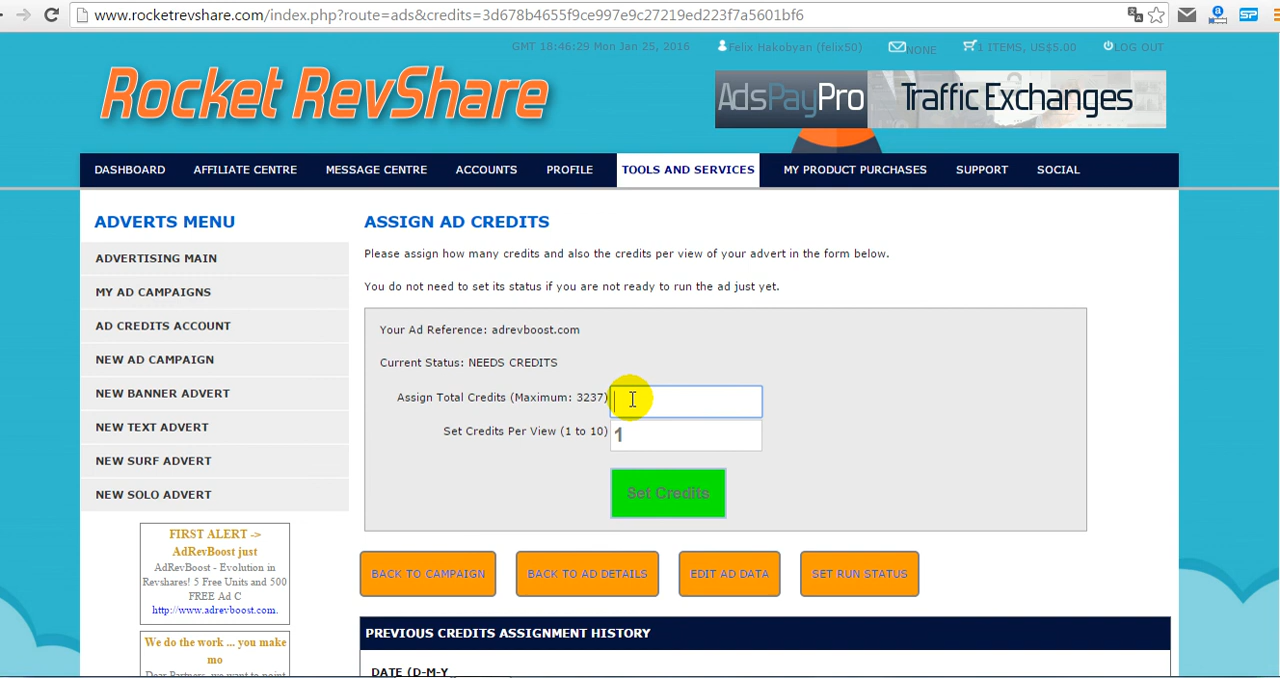 www.rocketrevshare.com/index.php?route=ads&credits=3d678b4655f9ce997e9c27219ed223f7a5601bf6
GMT 18:46:29 Mon Jan 25, 2016 Felix Hakobyan (felix50) NONE 1 ITEMS, US$5.00 LOG OUT
Rocket RevShare
AdsPayPro Traffic Exchanges
DASHBOARD AFFILIATE CENTRE MESSAGE CENTRE ACCOUNTS PROFILE TOOLS AND SERVICES MY PRODUCT PURCHASES SUPPORT SOCIAL
ADVERTS MENU
ADVERTISING MAIN
MY AD CAMPAIGNS
AD CREDITS ACCOUNT
NEW AD CAMPAIGN
NEW BANNER ADVERT
NEW TEXT ADVERT
NEW SURF ADVERT
NEW SOLO ADVERT
FIRST ALERT ->
AdRevBoost just
AdRevBoost - Evolution in
Revshares! 5 Free Units and 500
FREE Ad C
http://www.adrevboost.com.
We do the work ... you make
mo
Dear Partners, we want to point
ASSIGN AD CREDITS
Please assign how many credits and also the credits per view of your advert in the form below.
You do not need to set its status if you are not ready to run the ad just yet.
Your Ad Reference: adrevboost.com
Current Status: NEEDS CREDITS
Assign Total Credits (Maximum: 3237)
Set Credits Per View (1 to 10) 1
Set Credits
BACK TO CAMPAIGN BACK TO AD DETAILS EDIT AD DATA SET RUN STATUS
PREVIOUS CREDITS ASSIGNMENT HISTORY
DATE (D-M-Y